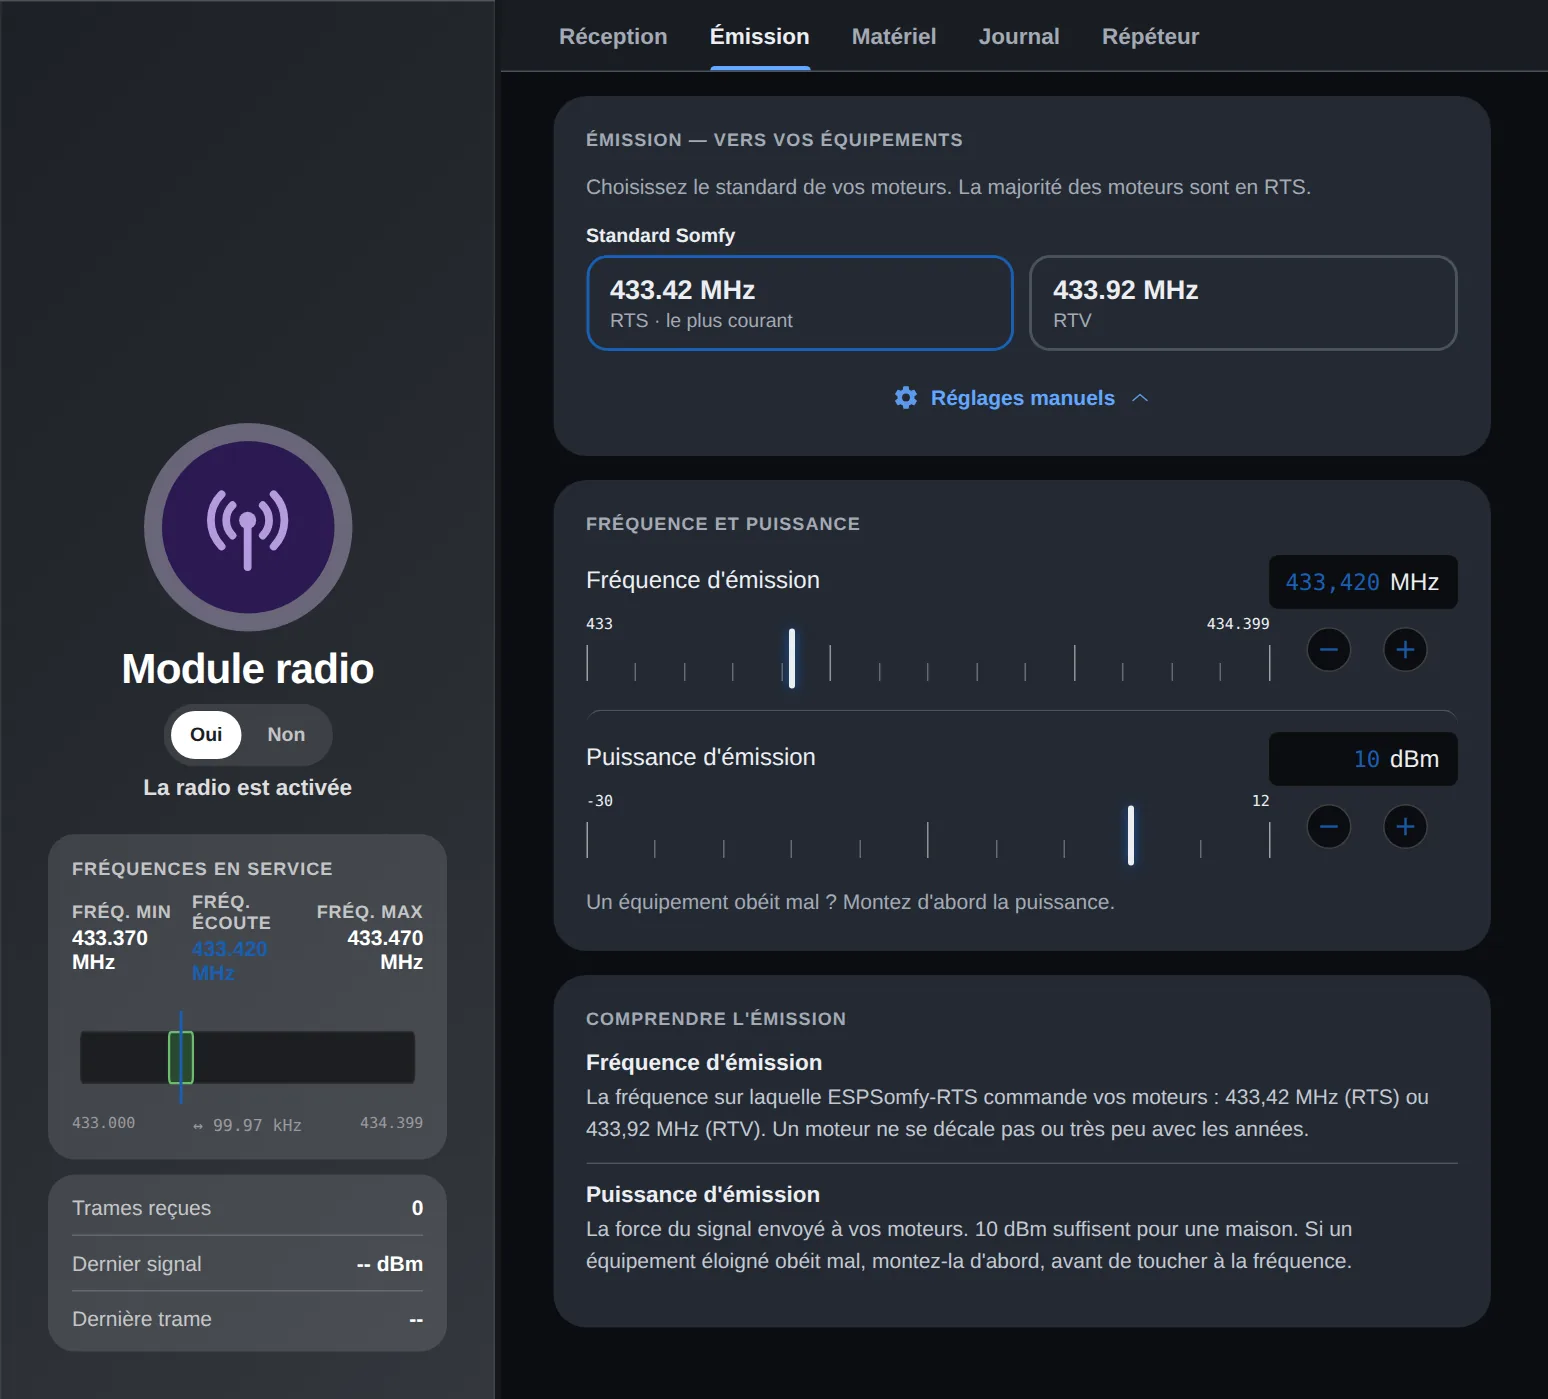 Module radio
Oui Non
La radio est activée
FRÉQUENCES EN SERVICE
FRÉQ. MIN
433.370
MHz
FRÉQ.
ÉCOUTE
433.420
MHz
FRÉQ. MAX
433.470
MHz
433.000 ↔ 99.97 kHz 434.399
Trames reçues 0
Dernier signal -- dBm
Dernière trame --
Réception Émission Matériel Journal Répéteur
ÉMISSION — VERS VOS ÉQUIPEMENTS
Choisissez le standard de vos moteurs. La majorité des moteurs sont en RTS.
Standard Somfy
433.42 MHz
RTS · le plus courant
433.92 MHz
RTV
Réglages manuels
FRÉQUENCE ET PUISSANCE
Fréquence d'émission 433,420 MHz
433 434.399
Puissance d'émission 10 dBm
-30 12
Un équipement obéit mal ? Montez d'abord la puissance.
COMPRENDRE L'ÉMISSION
Fréquence d'émission
La fréquence sur laquelle ESPSomfy-RTS commande vos moteurs : 433,42 MHz (RTS) ou
433,92 MHz (RTV). Un moteur ne se décale pas ou très peu avec les années.
Puissance d'émission
La force du signal envoyé à vos moteurs. 10 dBm suffisent pour une maison. Si un
équipement éloigné obéit mal, montez-la d'abord, avant de toucher à la fréquence.